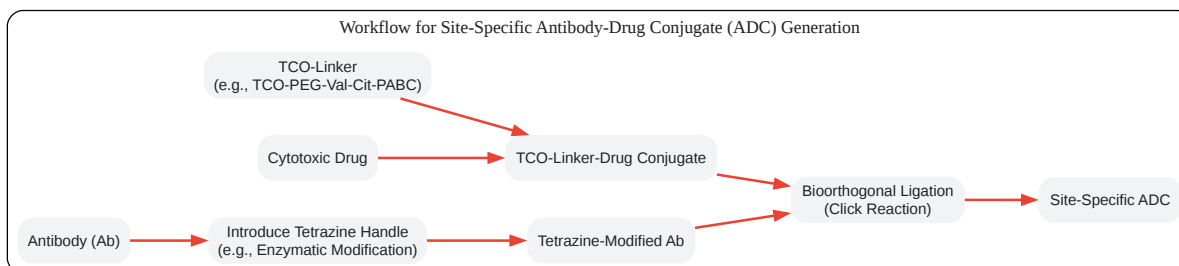 Workflow for Site-Specific Antibody-Drug Conjugate (ADC) Generation
TCO-Linker
(e.g., TCO-PEG-Val-Cit-PABC)
Cytotoxic Drug
TCO-Linker-Drug Conjugate
Bioorthogonal Ligation
(Click Reaction)
Site-Specific ADC
Antibody (Ab)
Introduce Tetrazine Handle
(e.g., Enzymatic Modification)
Tetrazine-Modified Ab